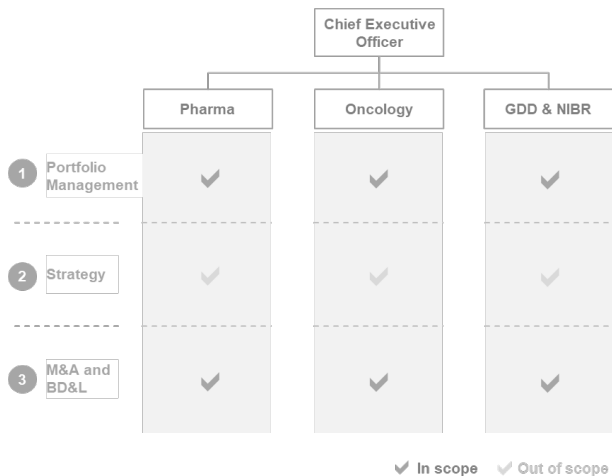 Chief Executive
Officer
Pharma
Oncology
GDD & NIBR
1
Portfolio
Management
2
Strategy
3
M&A and
BD&L
In scope
Out of scope